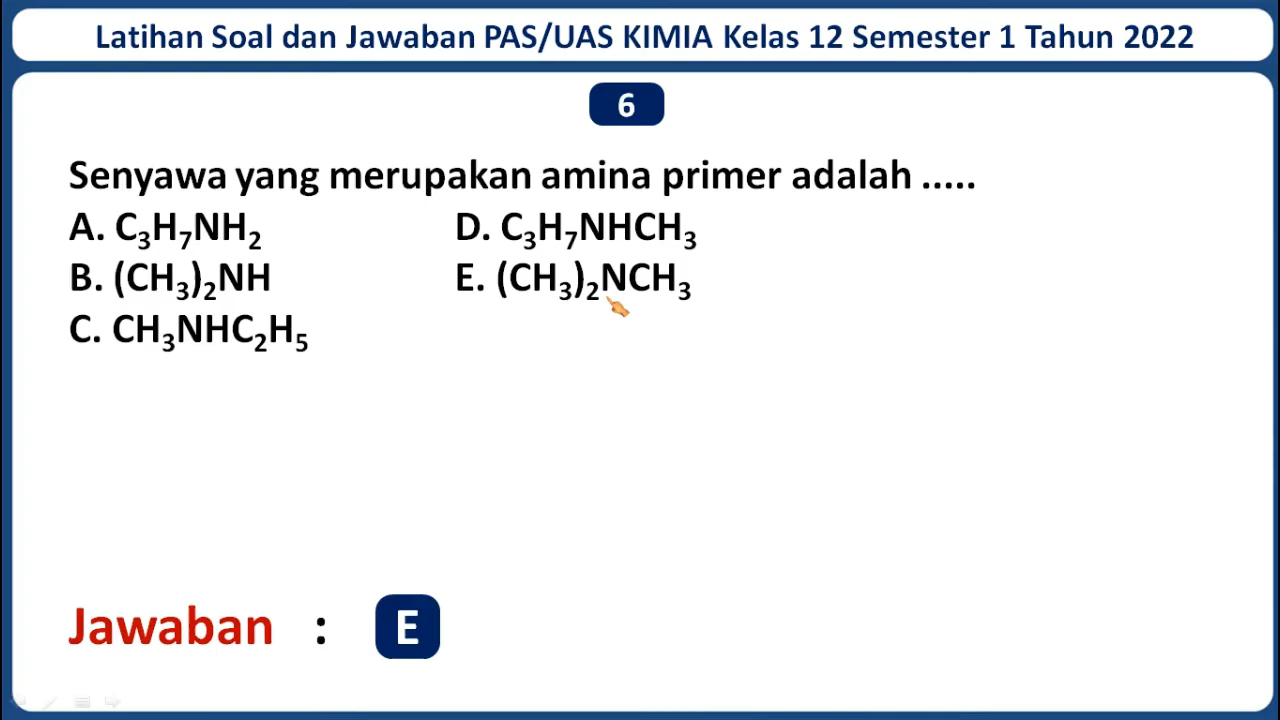 Latihan Soal dan Jawaban PAS/UAS KIMIA Kelas 12 Semester 1 Tahun 2022
6
Senyawa yang merupakan amina primer adalah .....
A. C₃H₇NH₂
B. (CH₃)₂NH
C. CH₃NHC₂H₅
D. C₃H₇NHCH₃
E. (CH₃)₂NCH₃
Jawaban : E